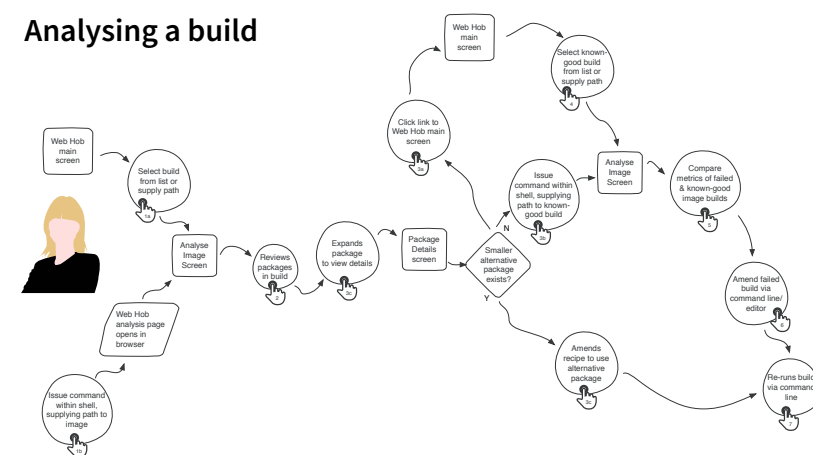 Analysing a build
Web Hob
main
screen
Select build
from list or
supply path
1a
Analyse
Image
Screen
Web Hob
analysis page
opens in
browser
Issue command
within shell,
supplying path to
image
1b
Reviews
packages
in build
2
Expands
package
to view details
3c
Package
Details
screen
Smaller
alternative
package
exists?
N
Y
Click link to
Web Hob main
screen
3a
Web Hob
main
screen
Select known-
good build
from list or
supply path
4
Issue
command within
shell, supplying
path to known-
good build
3b
Analyse
Image
Screen
Compare
metrics of failed
& known-good
image builds
5
Amend failed
build via
command line/
editor
6
Amends
recipe to use
alternative
package
3c
Re-runs build
via command
line
7